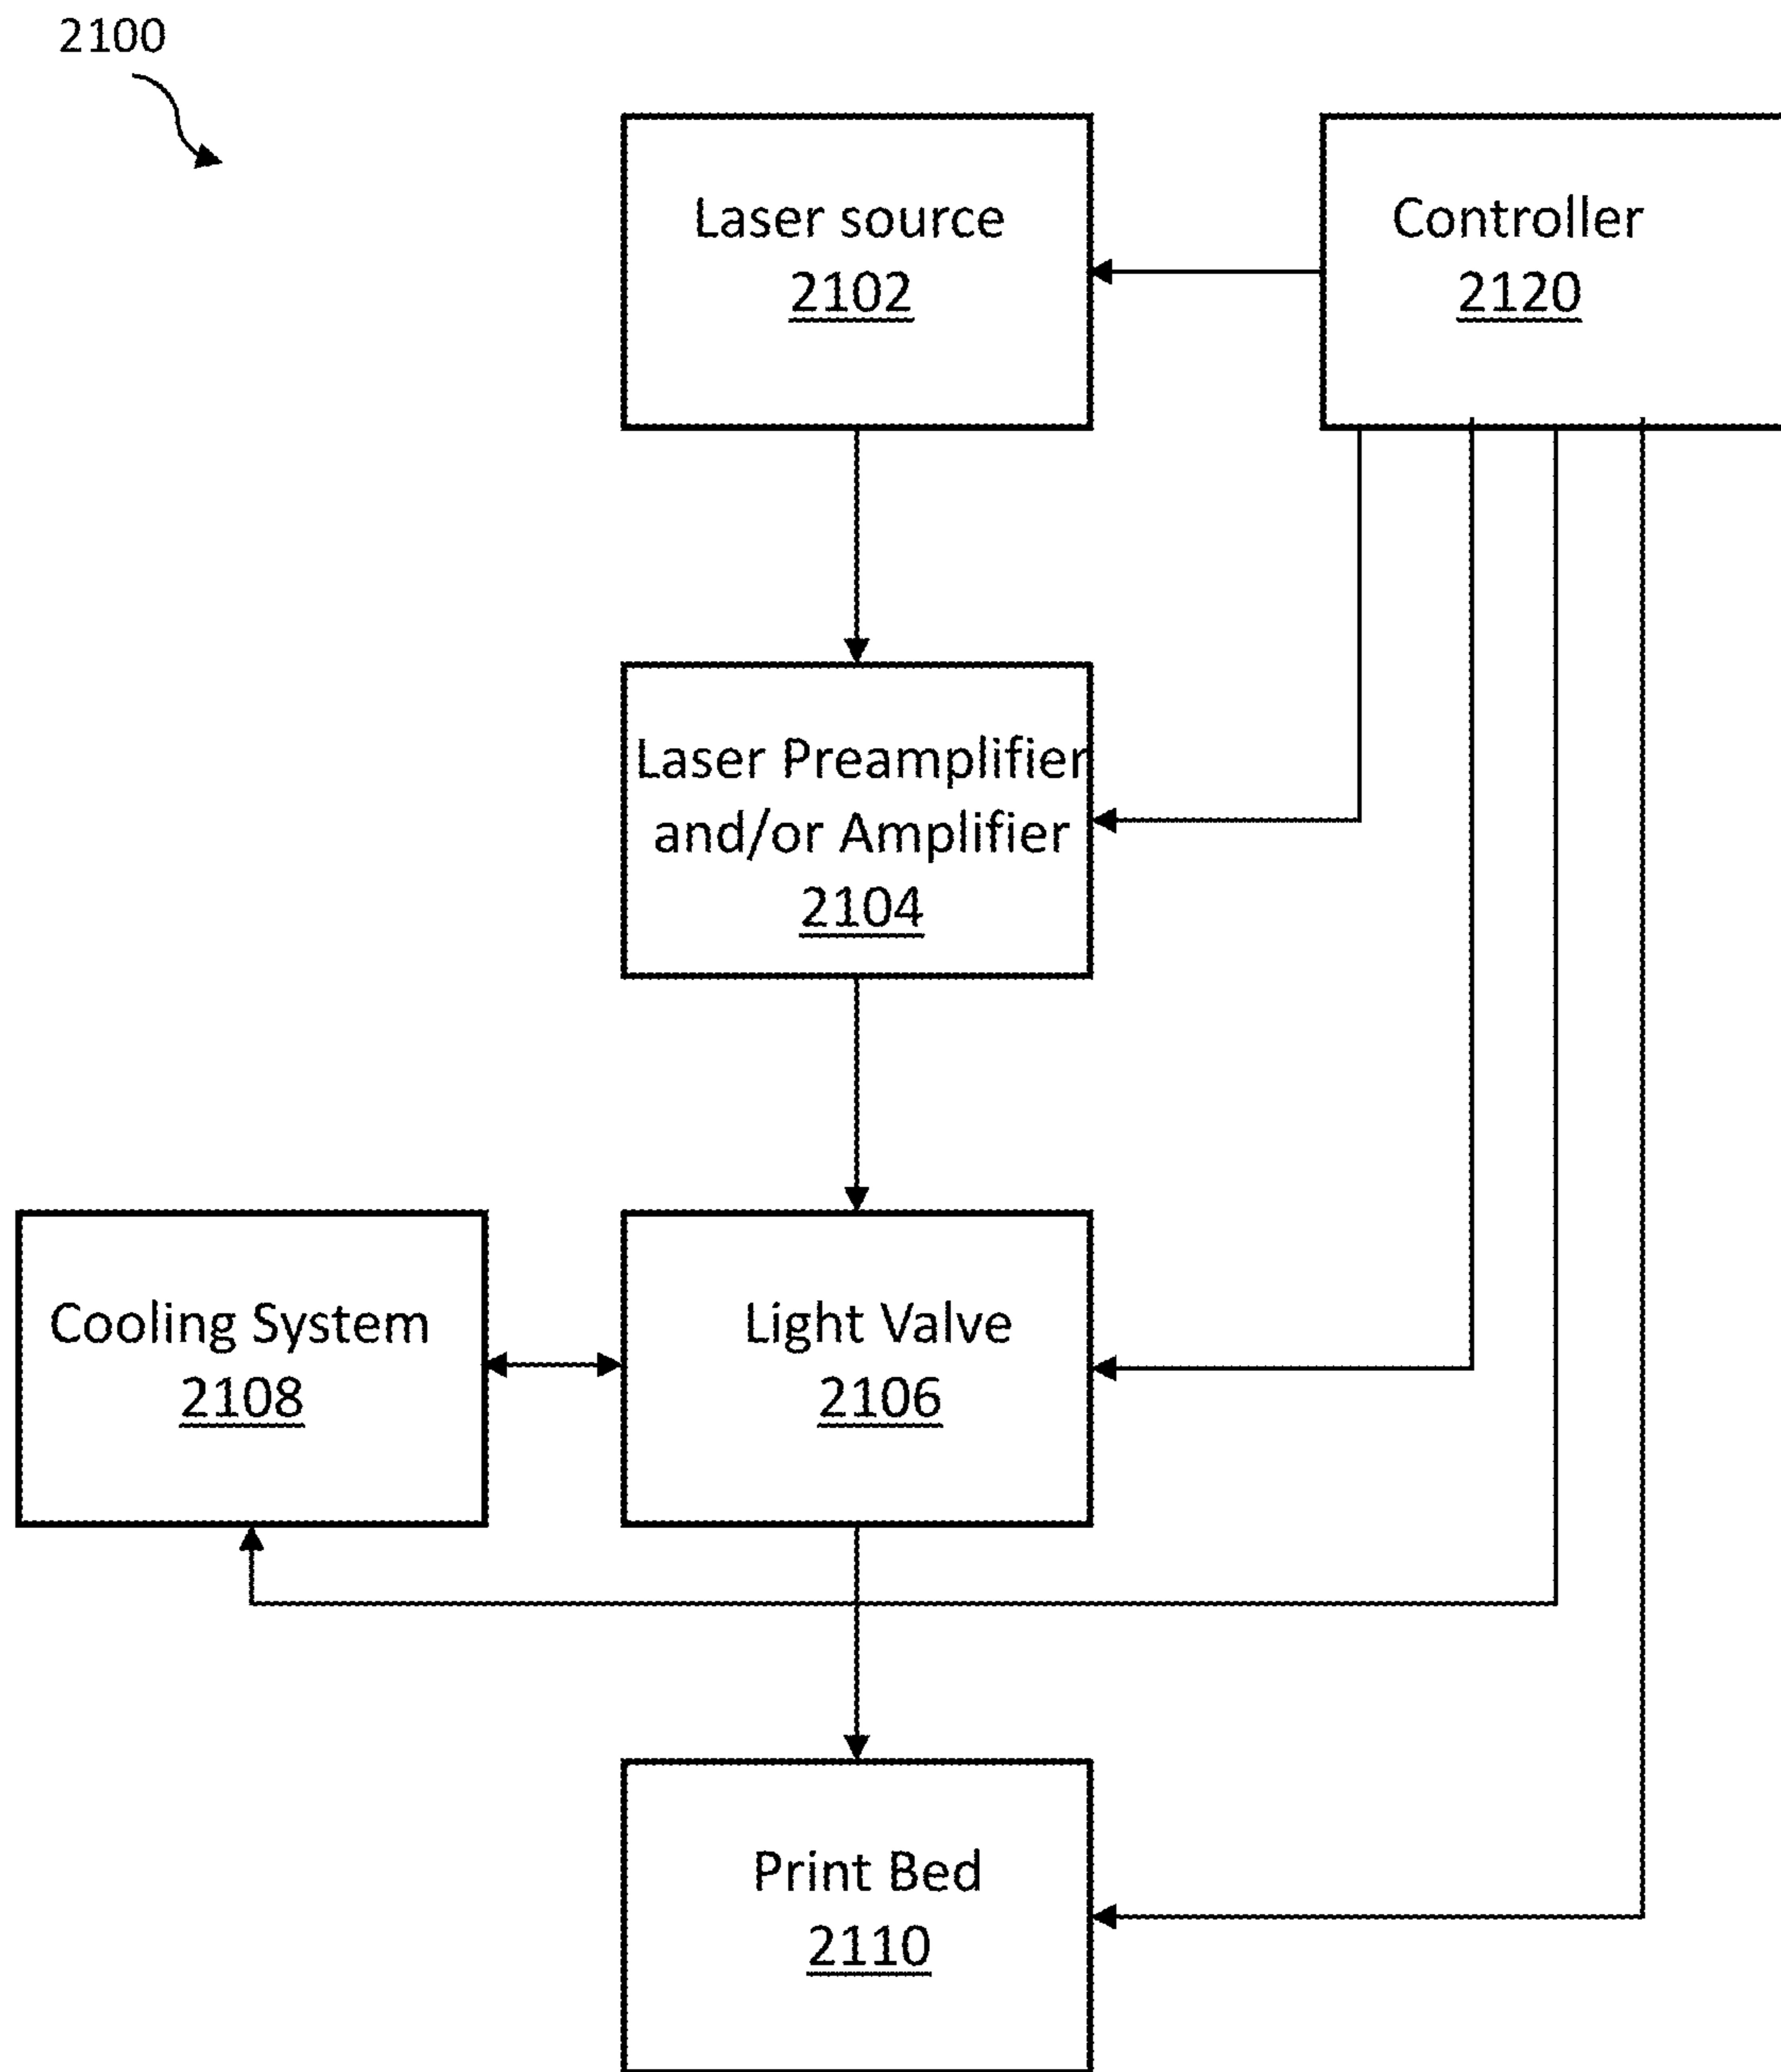 2100
Laser source
2102
Controller
2120
Laser Preamplifier
and/or Amplifier
2104
Cooling System
2108
Light Valve
2106
Print Bed
2110